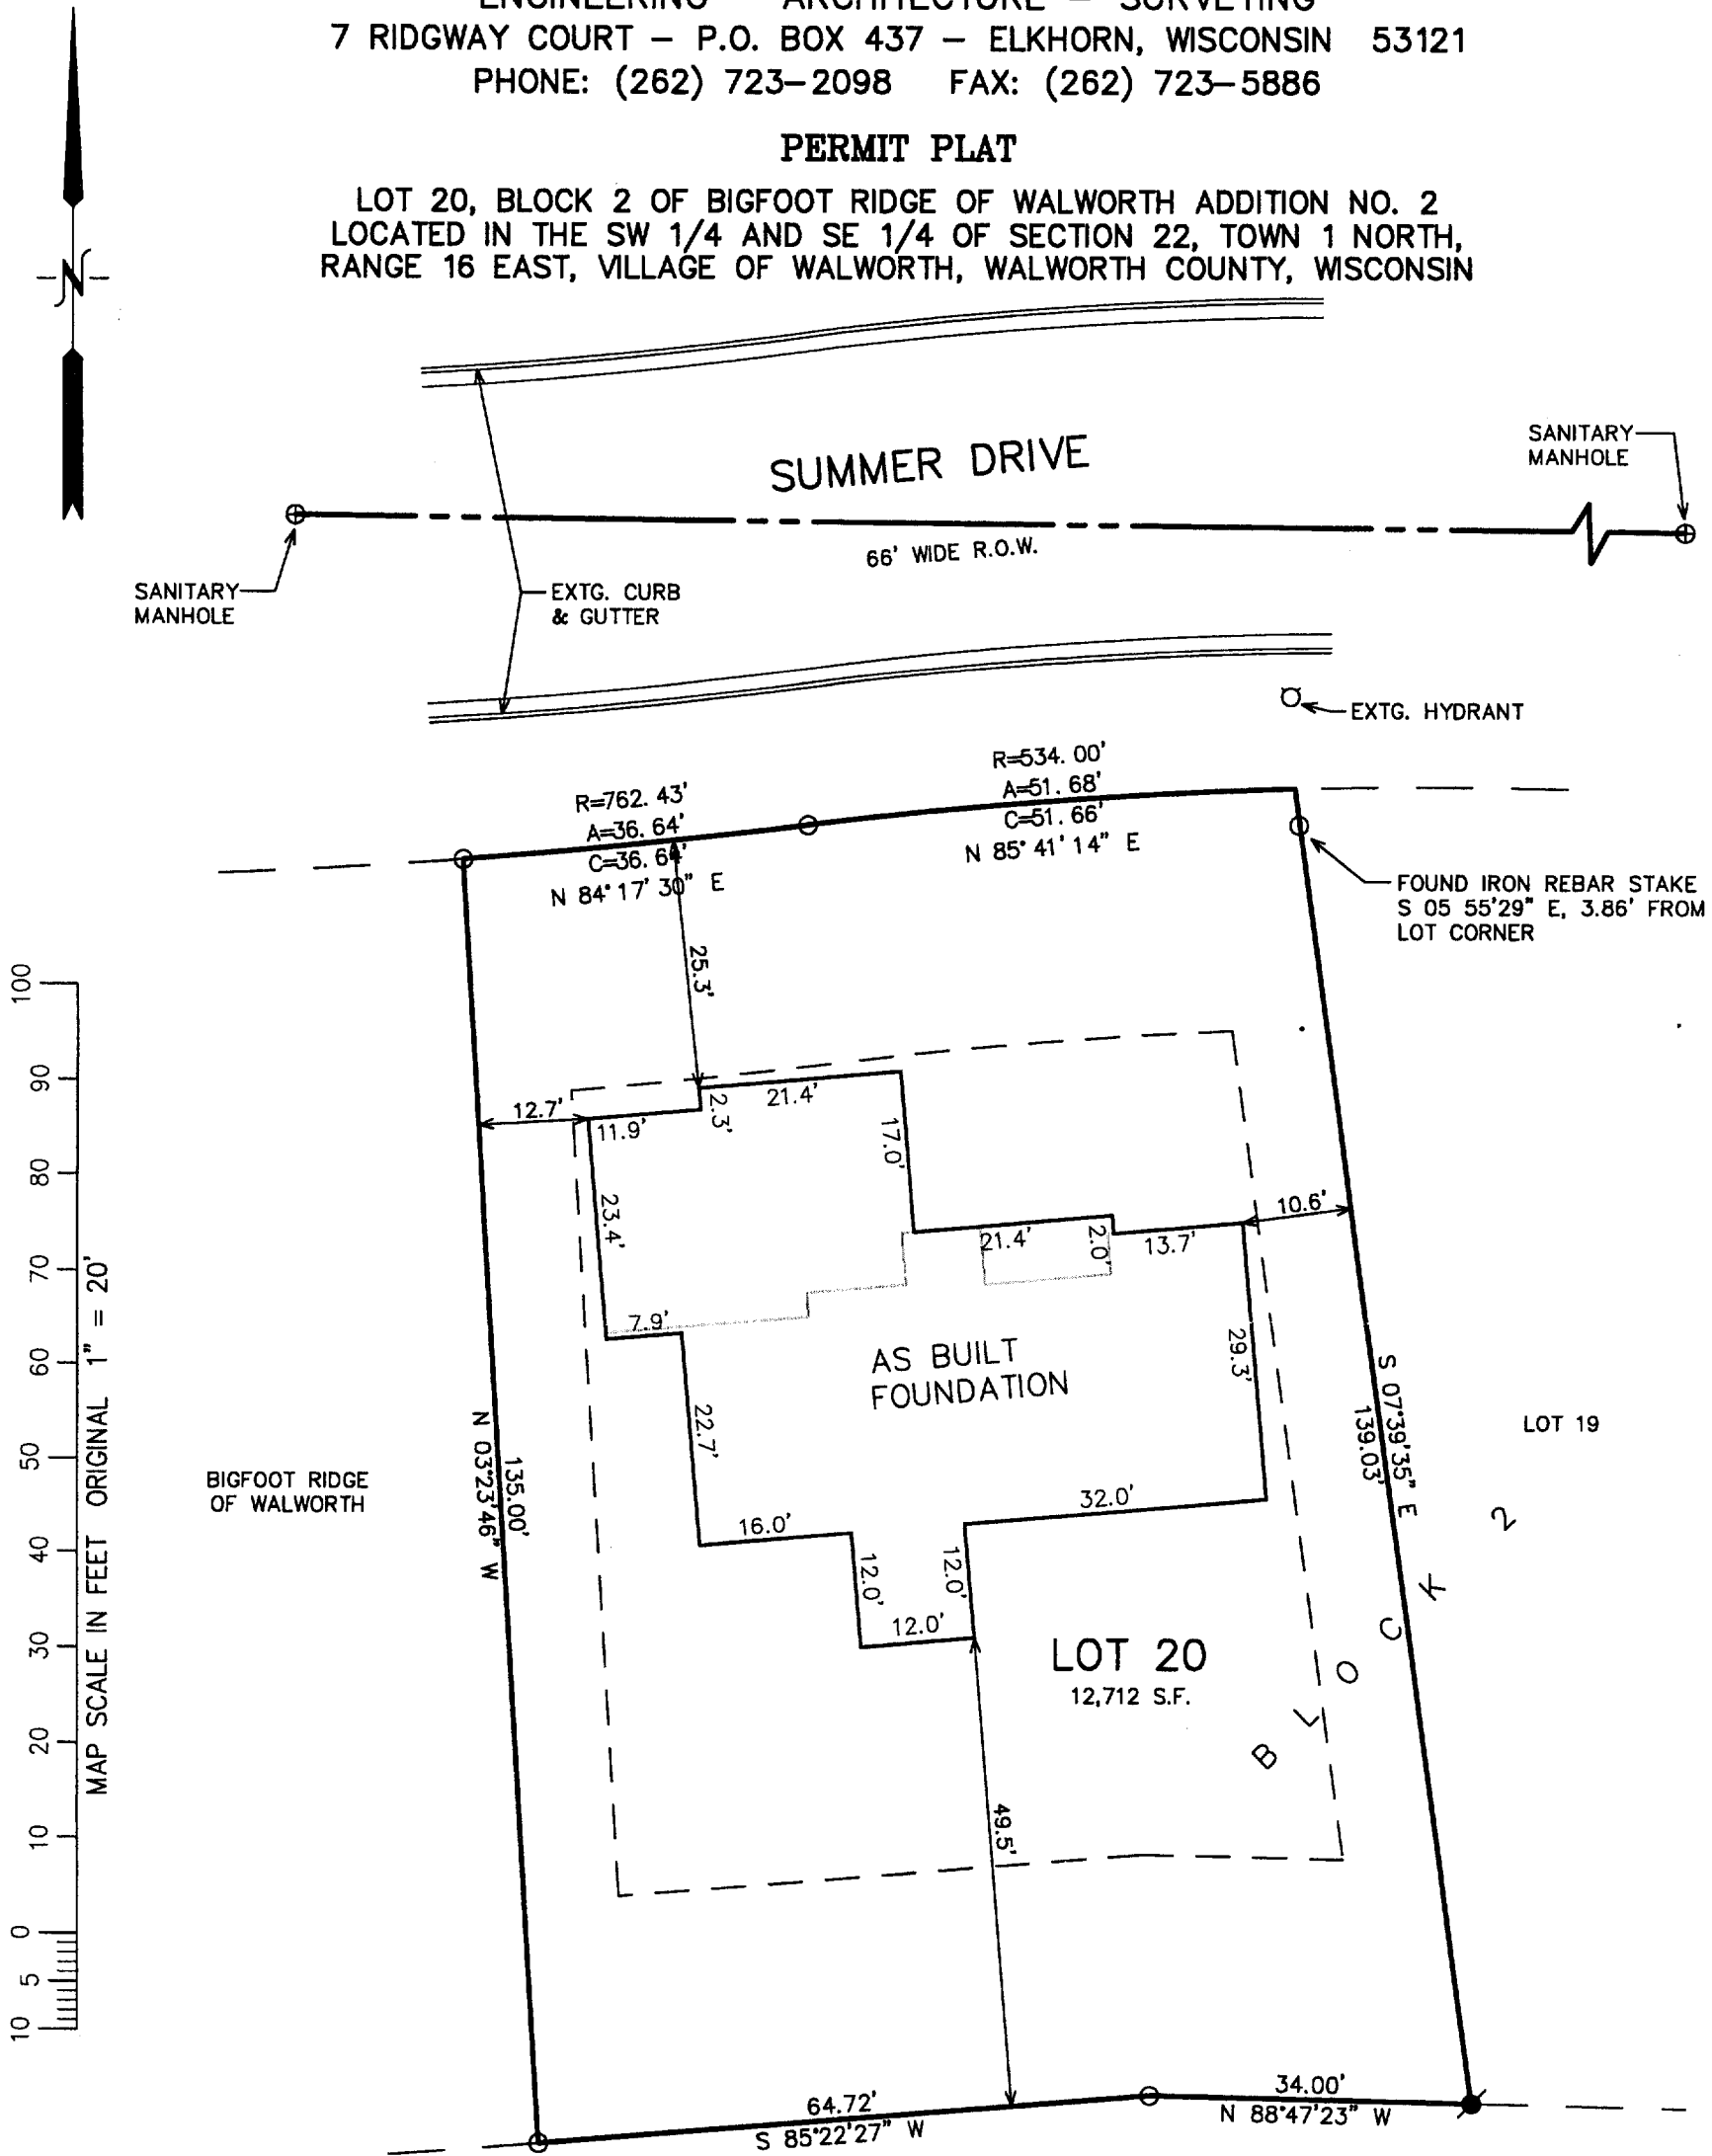 ENGINEERING – ARCHITECTURE – SURVEYING
7 RIDGWAY COURT – P.O. BOX 437 – ELKHORN, WISCONSIN 53121
PHONE: (262) 723–2098 FAX: (262) 723–5886
PERMIT PLAT
LOT 20, BLOCK 2 OF BIGFOOT RIDGE OF WALWORTH ADDITION NO. 2
LOCATED IN THE SW 1/4 AND SE 1/4 OF SECTION 22, TOWN 1 NORTH,
RANGE 16 EAST, VILLAGE OF WALWORTH, WALWORTH COUNTY, WISCONSIN
N
SUMMER DRIVE
SANITARY
MANHOLE
66' WIDE R.O.W.
SANITARY
MANHOLE
EXTG. CURB
& GUTTER
EXTG. HYDRANT
R=762.43'
A=36.64'
C=36.64'
N 84°17'30" E
R=534.00'
A=51.68'
C=51.66'
N 85°41'14" E
FOUND IRON REBAR STAKE
S 05 55'29" E, 3.86' FROM
LOT CORNER
25.3'
12.7'
11.9'
2.3'
21.4'
17.0'
23.4'
21.4'
2.0'
13.7'
10.6'
7.9'
AS BUILT
FOUNDATION
29.3'
22.7'
S 07°39'35" E
139.03'
LOT 19
N 03°23'46" W
135.00'
BIGFOOT RIDGE
OF WALWORTH
16.0'
32.0'
12.0'
12.0'
12.0'
LOT 20
12,712 S.F.
BLOCK 2
49.5'
64.72'
S 85°22'27" W
34.00'
N 88°47'23" W
100
90
80
70
60
50
40
30
20
10
0
5
10
MAP SCALE IN FEET ORIGINAL 1" = 20'